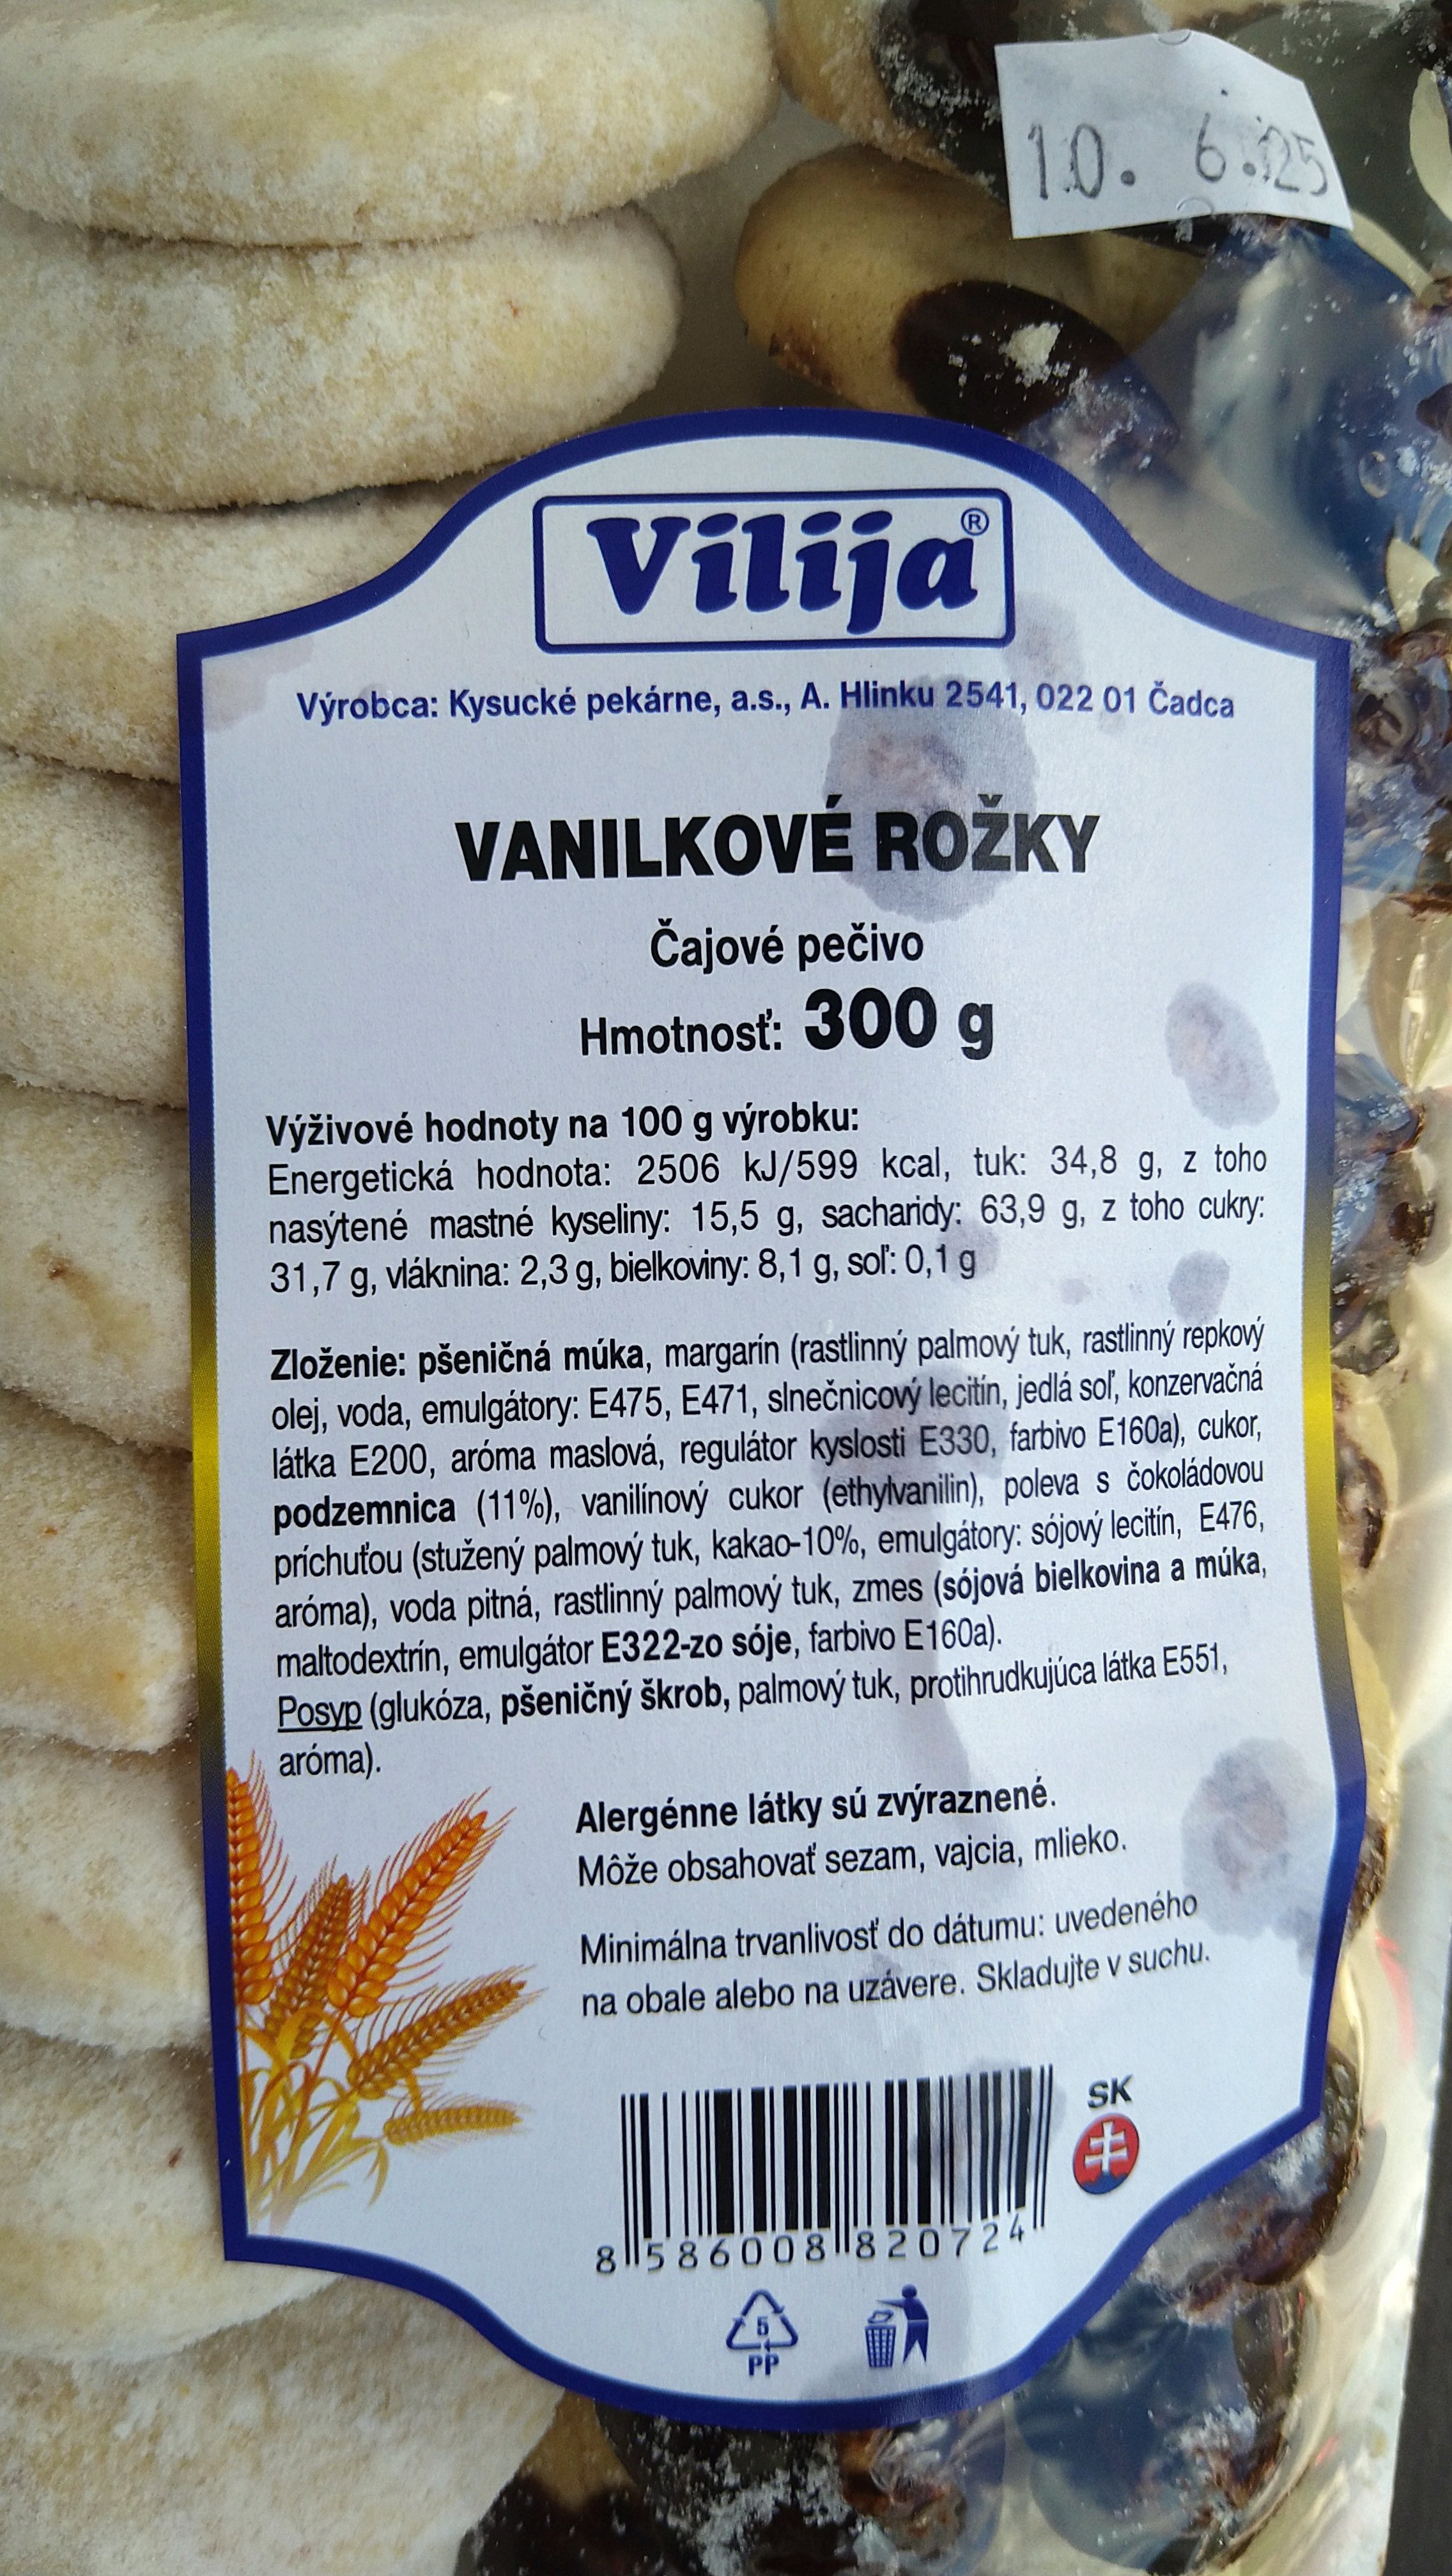 10. 6.25
Vilija®
Výrobca: Kysucké pekárne, a.s., A. Hlinku 2541, 022 01 Čadca
VANILKOVÉ ROŽKY
Čajové pečivo
Hmotnosť: 300 g
Výživové hodnoty na 100 g výrobku:
Energetická hodnota: 2506 kJ/599 kcal, tuk: 34,8 g, z toho
nasýtené mastné kyseliny: 15,5 g, sacharidy: 63,9 g, z toho cukry:
31,7 g, vláknina: 2,3 g, bielkoviny: 8,1 g, soľ: 0,1 g
Zloženie: pšeničná múka, margarín (rastlinný palmový tuk, rastlinný repkový
olej, voda, emulgátory: E475, E471, slnečnicový lecitín, jedlá soľ, konzervačná
látka E200, aróma maslová, regulátor kyslosti E330, farbivo E160a), cukor,
podzemnica (11%), vanilínový cukor (ethylvanilin), poleva s čokoládovou
príchuťou (stužený palmový tuk, kakao-10%, emulgátory: sójový lecitín, E476,
aróma), voda pitná, rastlinný palmový tuk, zmes (sójová bielkovina a múka,
maltodextrín, emulgátor E322-zo sóje, farbivo E160a).
Posyp (glukóza, pšeničný škrob, palmový tuk, protihrudkujúca látka E551,
aróma).
Alergénne látky sú zvýraznené.
Môže obsahovať sezam, vajcia, mlieko.
Minimálna trvanlivosť do dátumu: uvedeného
na obale alebo na uzávere. Skladujte v suchu.
SK
8 586008 820724
5
PP